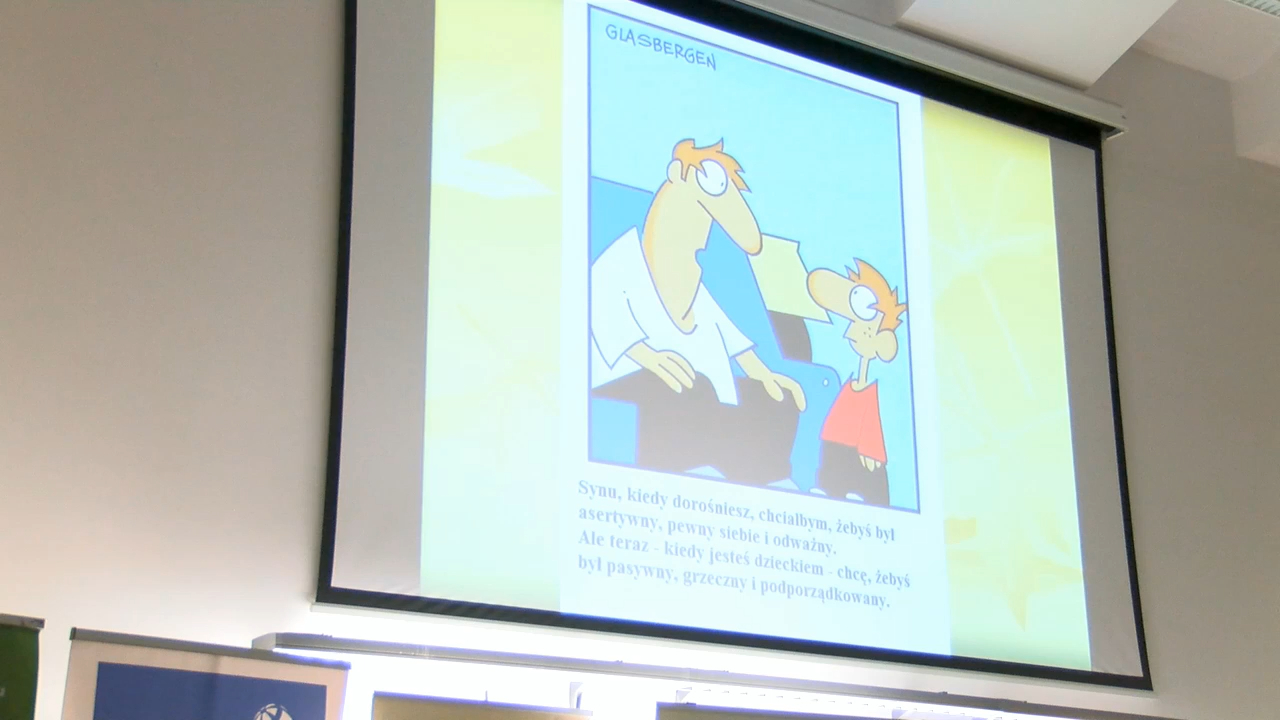 GLASBERGEN
Synu, kiedy dorośniesz, chciałbym, żebyś był
asertywny, pewny siebie i odważny.
Ale teraz - kiedy jesteś dzieckiem - chcę, żebyś
był pasywny, grzeczny i podporządkowany.